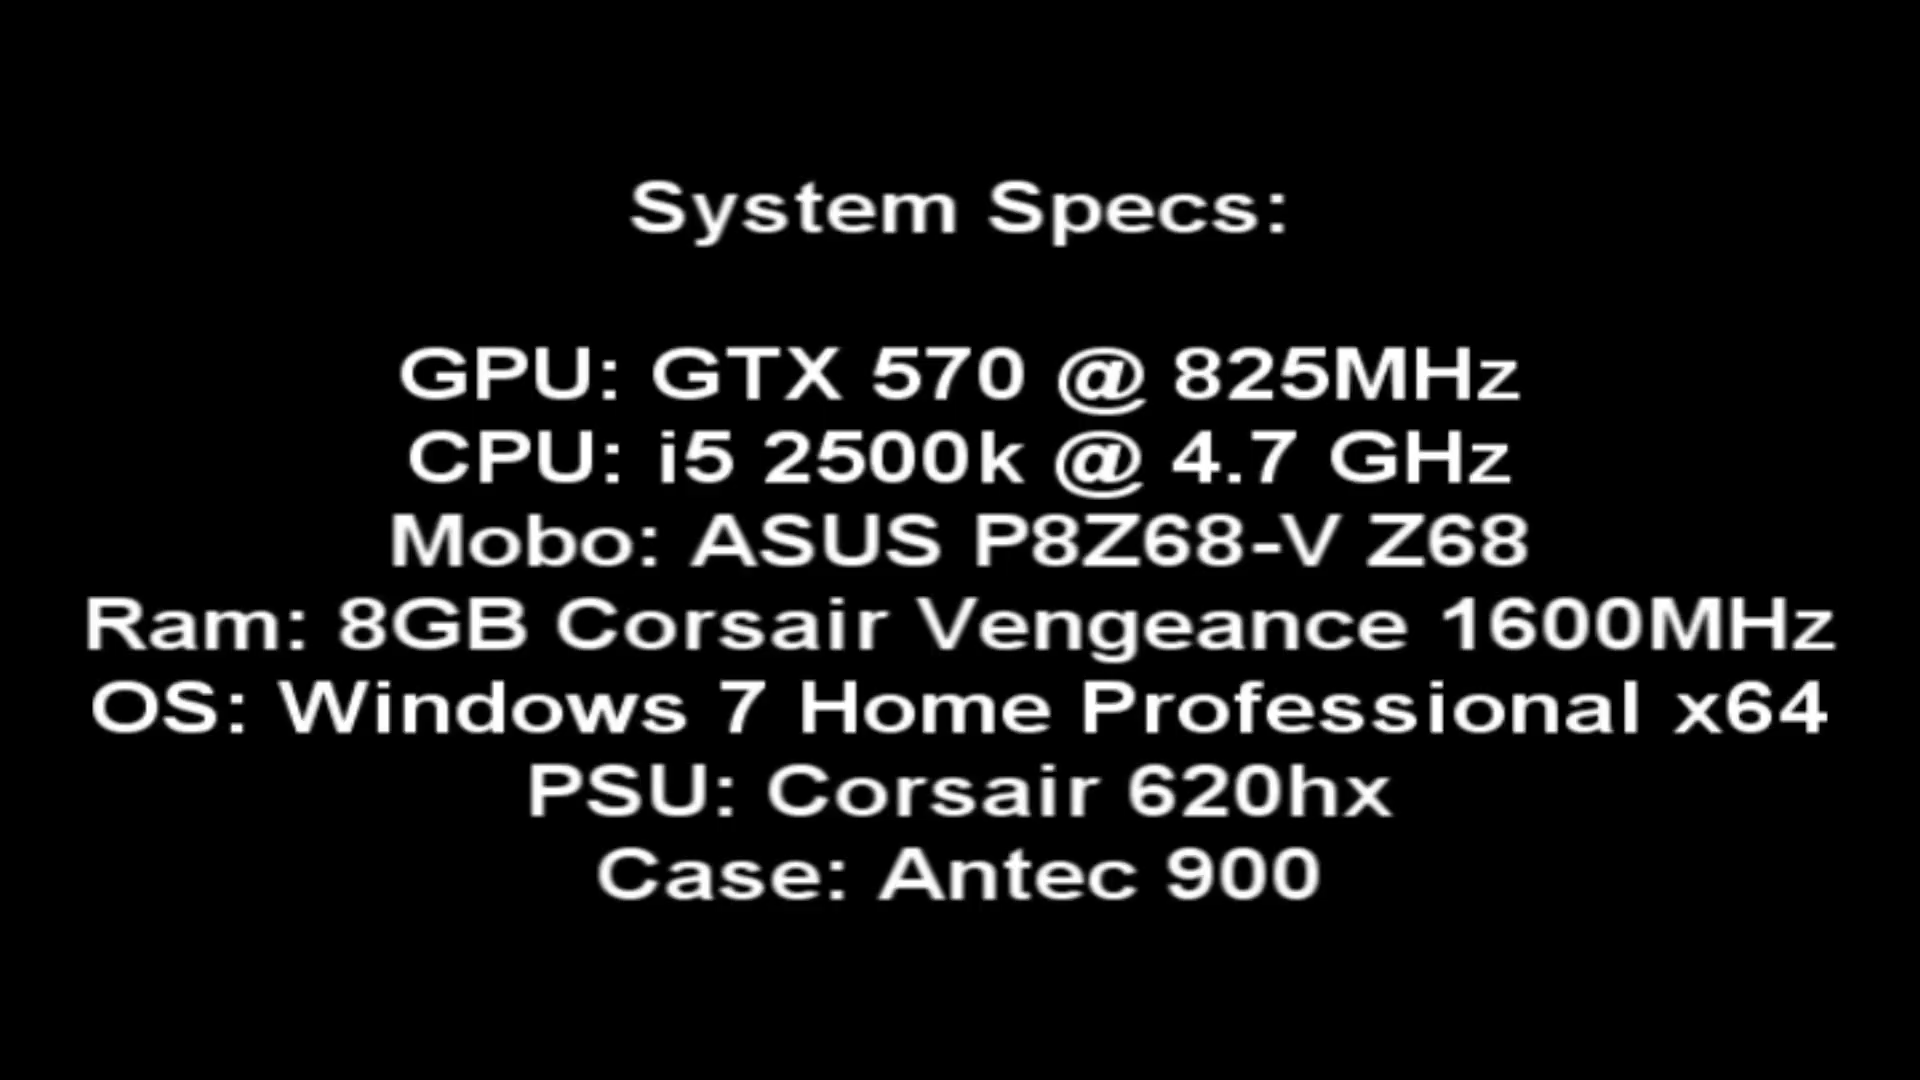 System Specs:
GPU: GTX 570 @ 825MHz
CPU: i5 2500k @ 4.7 GHz
Mobo: ASUS P8Z68-V Z68
Ram: 8GB Corsair Vengeance 1600MHz
OS: Windows 7 Home Professional x64
PSU: Corsair 620hx
Case: Antec 900